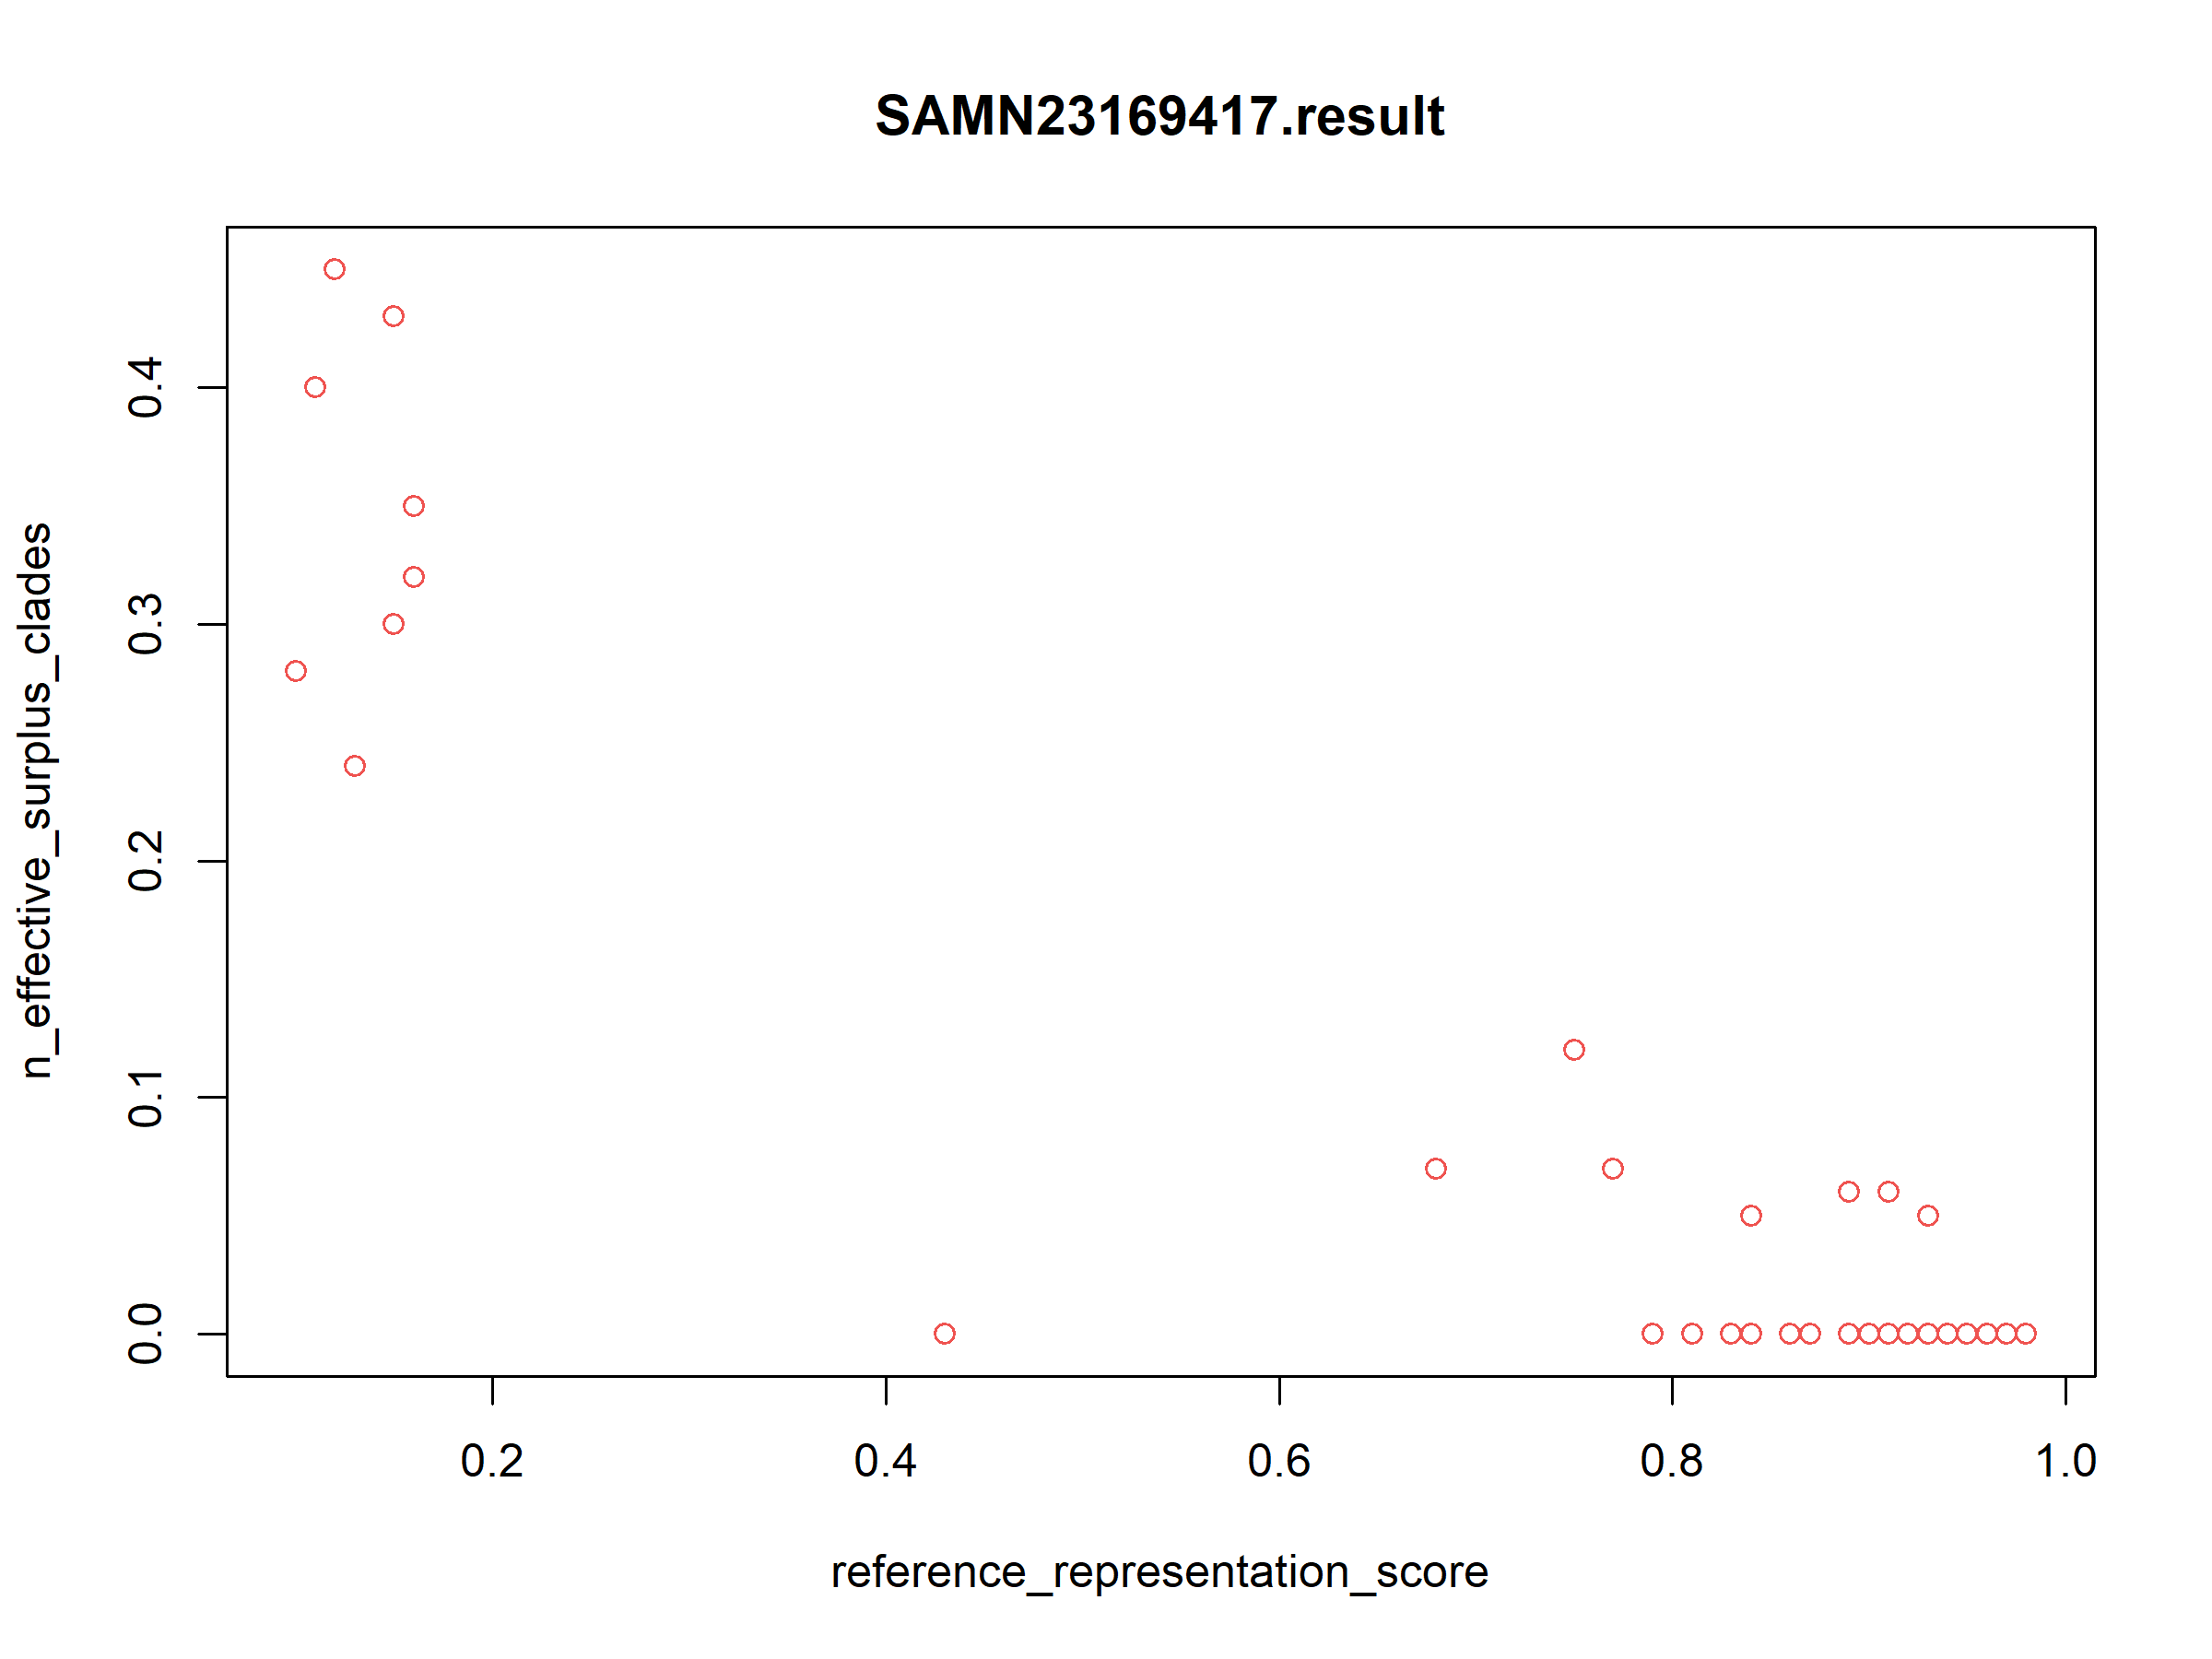 SAMN23169417.result
n_effective_surplus_clades
0.4
0.3
0.2
0.1
0.0
0.2 0.4 0.6 0.8 1.0
reference_representation_score